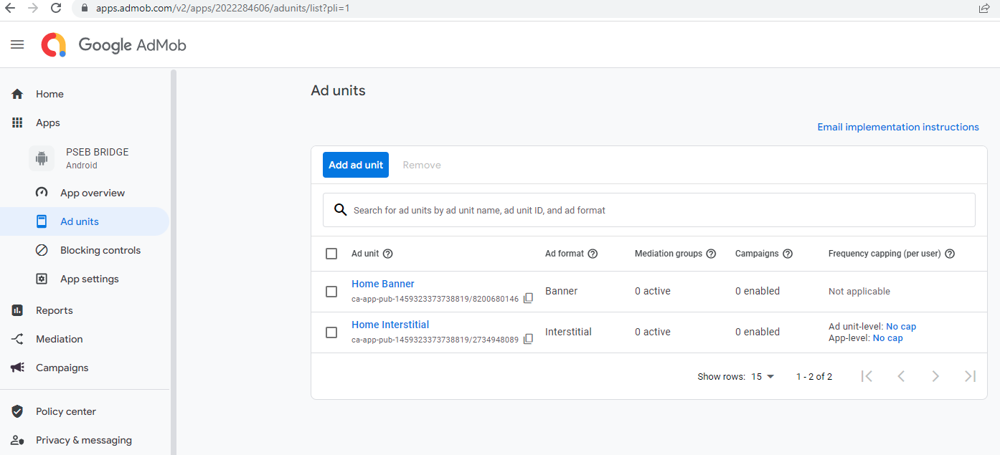 apps.admob.com/v2/apps/2022284606/adunits/list?pli=1
Google AdMob
Home
Apps
PSEB BRIDGE
Android
App overview
Ad units
Blocking controls
App settings
Reports
Mediation
Campaigns
Policy center
Privacy & messaging
Ad units
Email implementation instructions
Add ad unit Remove
Search for ad units by ad unit name, ad unit ID, and ad format
Ad unit Ad format Mediation groups Campaigns Frequency capping (per user)
Home Banner
ca-app-pub-1459323373738819/8200680146
Banner 0 active 0 enabled Not applicable
Home Interstitial
ca-app-pub-1459323373738819/2734948089
Interstitial 0 active 0 enabled
Ad unit-level: No cap
App-level: No cap
Show rows: 15 1 - 2 of 2